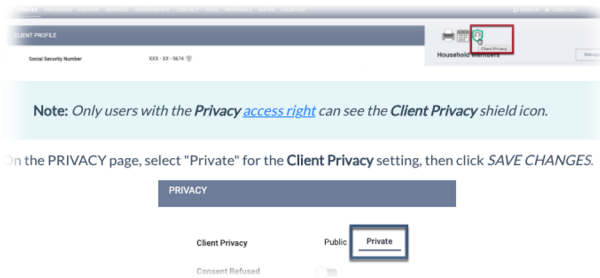 CLIENT PROFILE
Social Security Number XXX - XX - 5674
Client Privacy
Household Members
Manage
Note: Only users with the Privacy access right can see the Client Privacy shield icon.
On the PRIVACY page, select "Private" for the Client Privacy setting, then click SAVE CHANGES.
PRIVACY
Client Privacy Public Private
Consent Refused